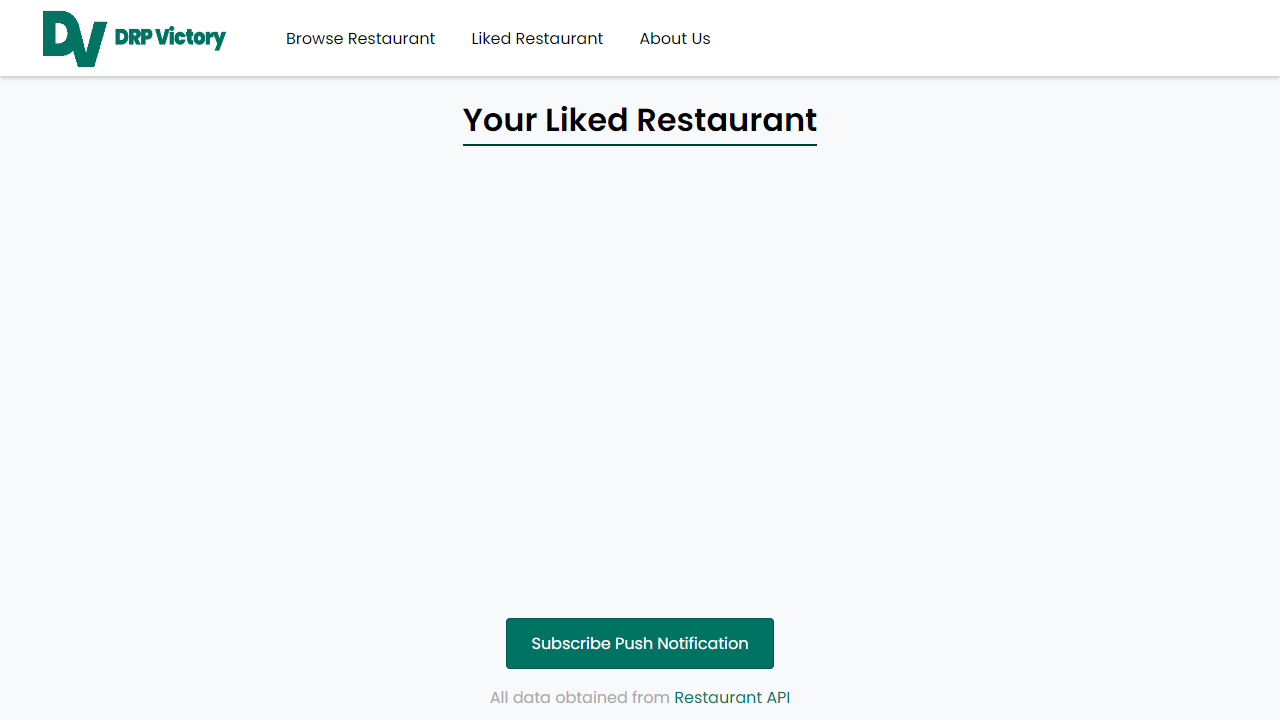 DV DRP Victory Browse Restaurant Liked Restaurant About Us
Your Liked Restaurant
Subscribe Push Notification
All data obtained from Restaurant API